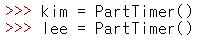 >>> kim = PartTimer()
>>> lee = PartTimer()